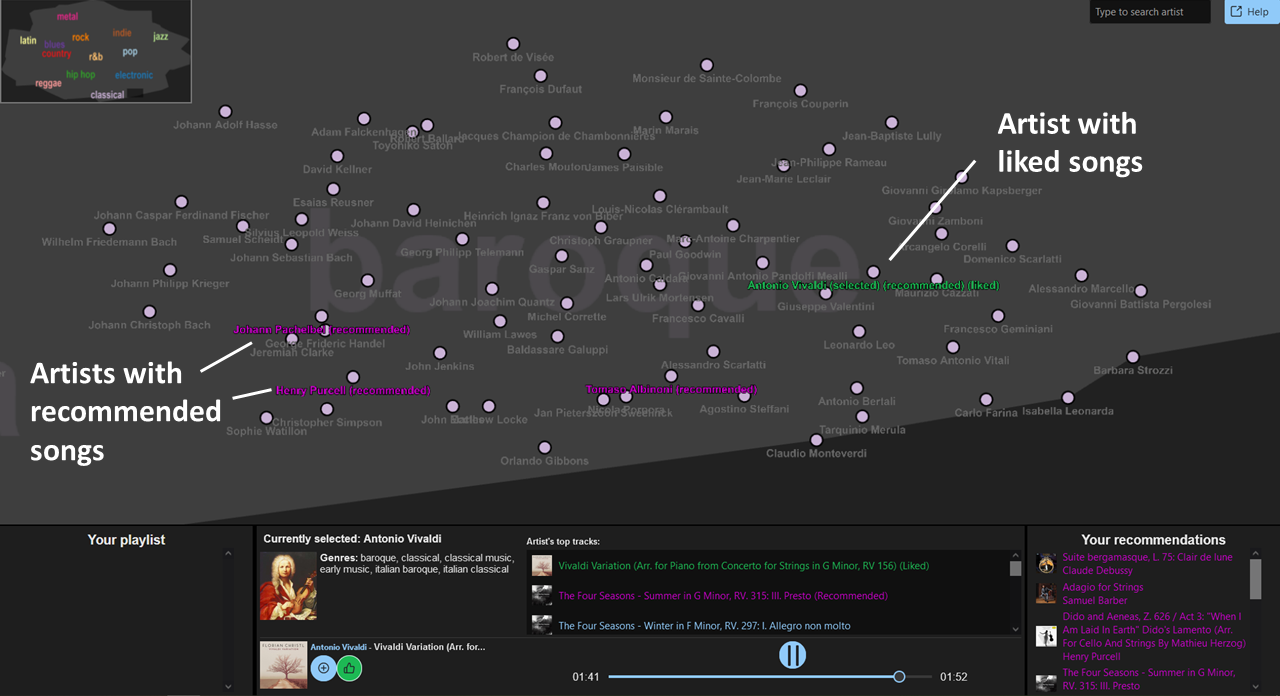 metal
latin
blues
rock
indie
jazz
country
r&b
pop
hip hop
electronic
reggae
classical
Type to search artist
Help
baroque
Robert de Visée
François Dufaut
Monsieur de Sainte-Colombe
François Couperin
Johann Adolf Hasse
Adam Falckenhagen
Robert Ballard
Toyohiko Satoh
Jacques Champion de Chambonnières
Marin Marais
Jean-Baptiste Lully
David Kellner
Charles Mouton
James Paisible
Jean-Philippe Rameau
Jean-Marie Leclair
Artist with
liked songs
Giovanni Girolamo Kapsberger
Esaias Reusner
Johann Caspar Ferdinand Fischer
Johann David Heinichen
Heinrich Ignaz Franz von Biber
Louis-Nicolas Clérambault
Giovanni Zamboni
Wilhelm Friedemann Bach
Samuel Scheidt
Silvius Leopold Weiss
Christoph Graupner
Marc-Antoine Charpentier
Arcangelo Corelli
Johann Sebastian Bach
Georg Philipp Telemann
Paul Goodwin
Domenico Scarlatti
Gaspar Sanz
Antonio Caldara
Giovanni Antonio Pandolfi Mealli
Johann Philipp Krieger
Georg Muffat
Antonio Vivaldi (selected) (recommended) (liked)
Maurizio Cazzati
Alessandro Marcello
Johann Joachim Quantz
Lars Ulrik Mortensen
Giuseppe Valentini
Giovanni Battista Pergolesi
Michel Corrette
Francesco Cavalli
Johann Christoph Bach
Johann Pachelbel (recommended)
William Lawes
Francesco Geminiani
George Frideric Handel
Jeremiah Clarke
Baldassare Galuppi
Leonardo Leo
Tomaso Antonio Vitali
John Jenkins
Alessandro Scarlatti
Barbara Strozzi
Artists with
recommended
songs
Henry Purcell (recommended)
Tomaso Albinoni (recommended)
Antonio Bertali
Jan Pieterszoon Sweelinck
Nicola Porpora
Agostino Steffani
Carlo Farina
Isabella Leonarda
Sophie Watillon
Christopher Simpson
John
Matthew Locke
Tarquinio Merula
Claudio Monteverdi
Orlando Gibbons
Your playlist
Currently selected: Antonio Vivaldi
Genres: baroque, classical, classical music,
early music, italian baroque, italian classical
Artist's top tracks:
Vivaldi Variation (Arr. for Piano from Concerto for Strings in G Minor, RV 156) (Liked)
The Four Seasons - Summer in G Minor, RV. 315: III. Presto (Recommended)
The Four Seasons - Winter in F Minor, RV. 297: I. Allegro non molto
FLORIAN CHRISTL
Antonio Vivaldi - Vivaldi Variation (Arr. for...
01:41
01:52
Your recommendations
Suite bergamasque, L. 75: Clair de lune
Claude Debussy
Adagio for Strings
Samuel Barber
Dido and Aeneas, Z. 626 / Act 3: "When I
Am Laid In Earth" Dido's Lamento (Arr.
For Cello And Strings By Mathieu Herzog)
Henry Purcell
The Four Seasons - Summer in G Minor,
RV. 315: III. Presto